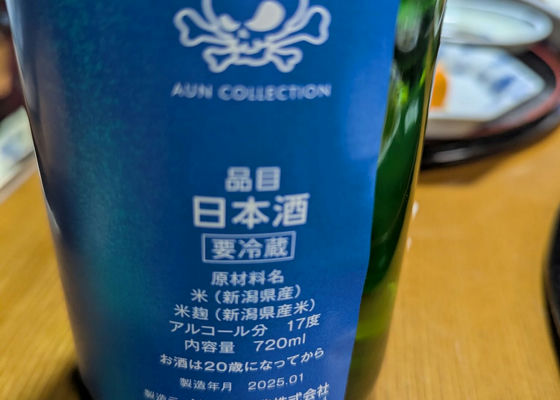 AUN COLLECTION
品目
日本酒
要冷蔵
原材料名
米（新潟県産）
米麹（新潟県産米）
アルコール分　17度
内容量　720ml
お酒は20歳になってから
製造年月　2025.01